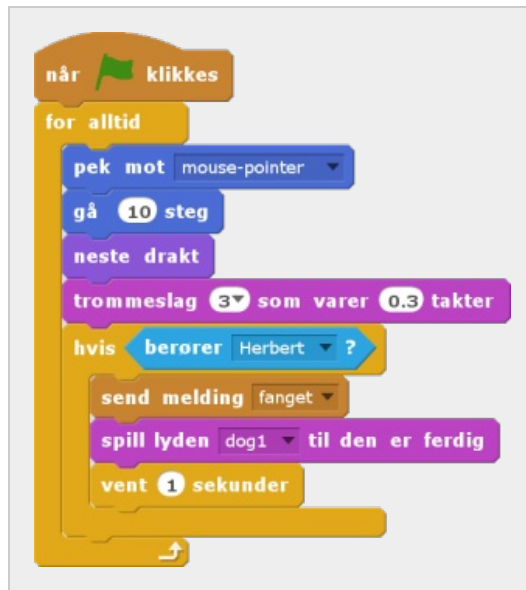 når klikkes
for alltid
pek mot mouse-pointer
gå 10 steg
neste drakt
trommeslag 3 som varer 0.3 takter
hvis berører Herbert ?
send melding fanget
spill lyden dog1 til den er ferdig
vent 1 sekunder